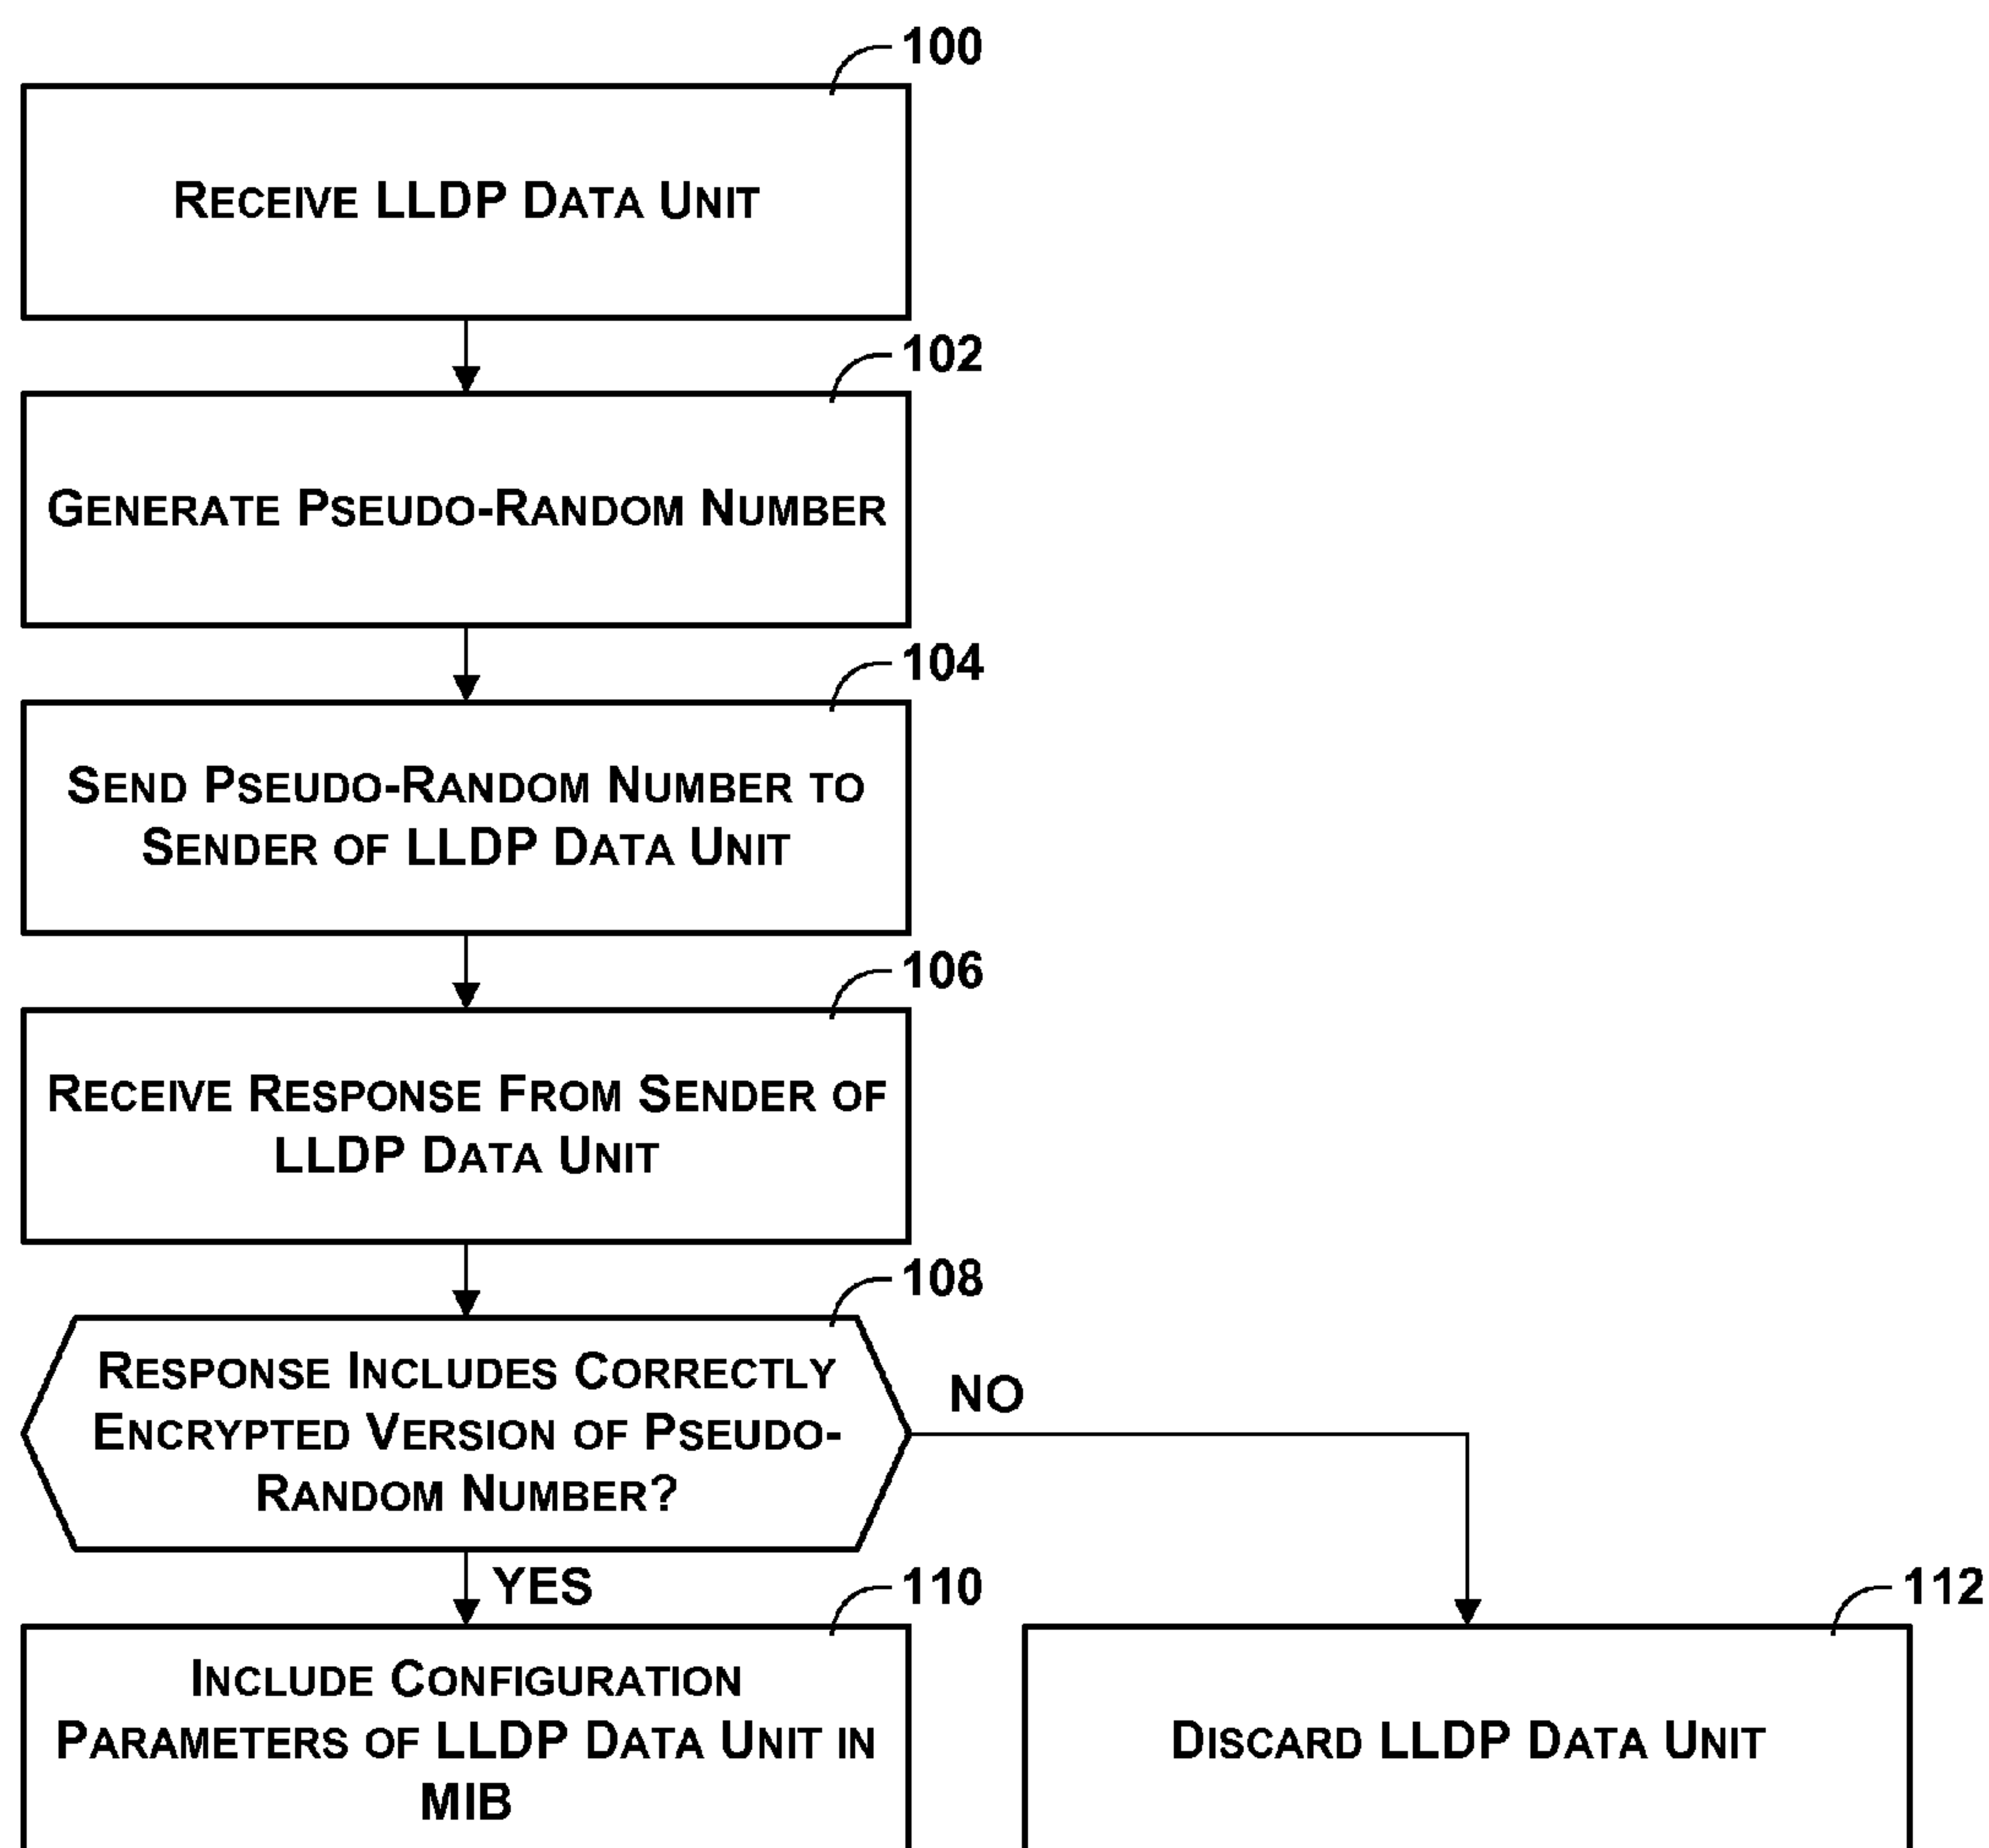 100
RECEIVE LLDP DATA UNIT
102
GENERATE PSEUDO-RANDOM NUMBER
104
SEND PSEUDO-RANDOM NUMBER TO
SENDER OF LLDP DATA UNIT
106
RECEIVE RESPONSE FROM SENDER OF
LLDP DATA UNIT
108
RESPONSE INCLUDES CORRECTLY
ENCRYPTED VERSION OF PSEUDO-
RANDOM NUMBER?
NO
YES
110
INCLUDE CONFIGURATION
PARAMETERS OF LLDP DATA UNIT IN
MIB
112
DISCARD LLDP DATA UNIT